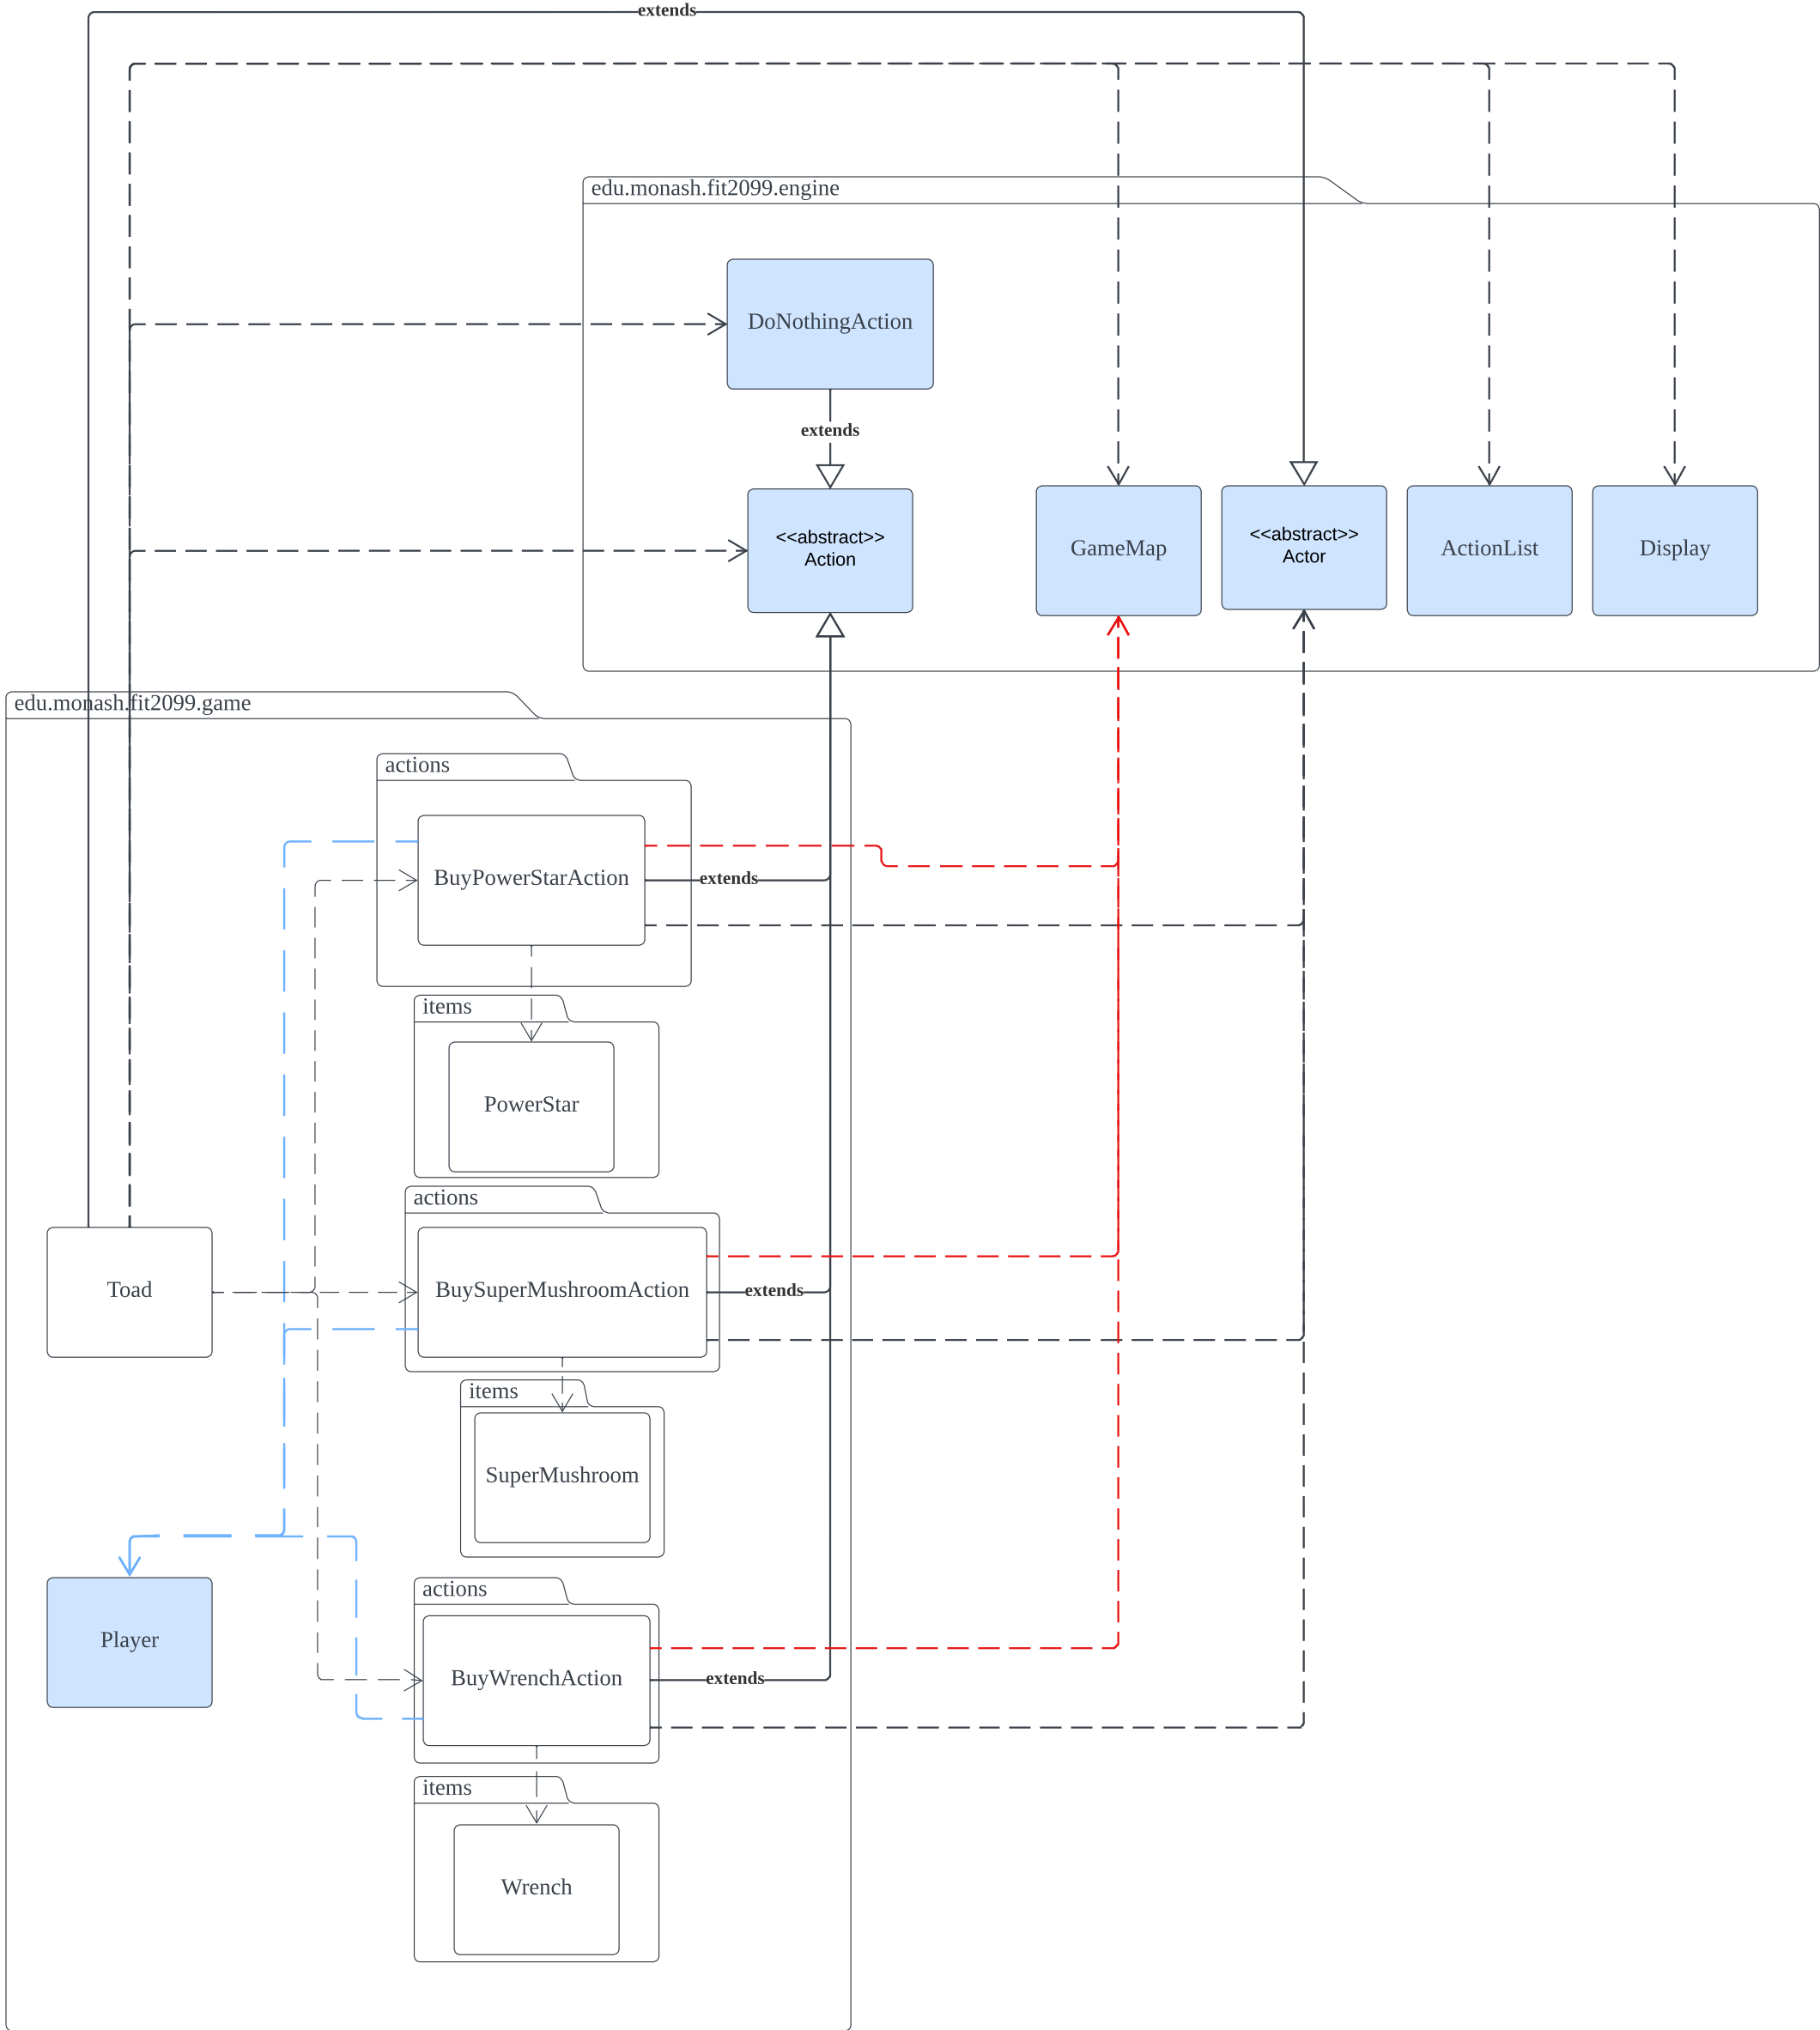 extends
edu.monash.fit2099.engine
DoNothingAction
extends
<<abstract>>
Action
GameMap
<<abstract>>
Actor
ActionList
Display
edu.monash.fit2099.game
actions
BuyPowerStarAction
extends
items
PowerStar
actions
Toad
BuySuperMushroomAction
extends
items
SuperMushroom
actions
Player
BuyWrenchAction
extends
items
Wrench